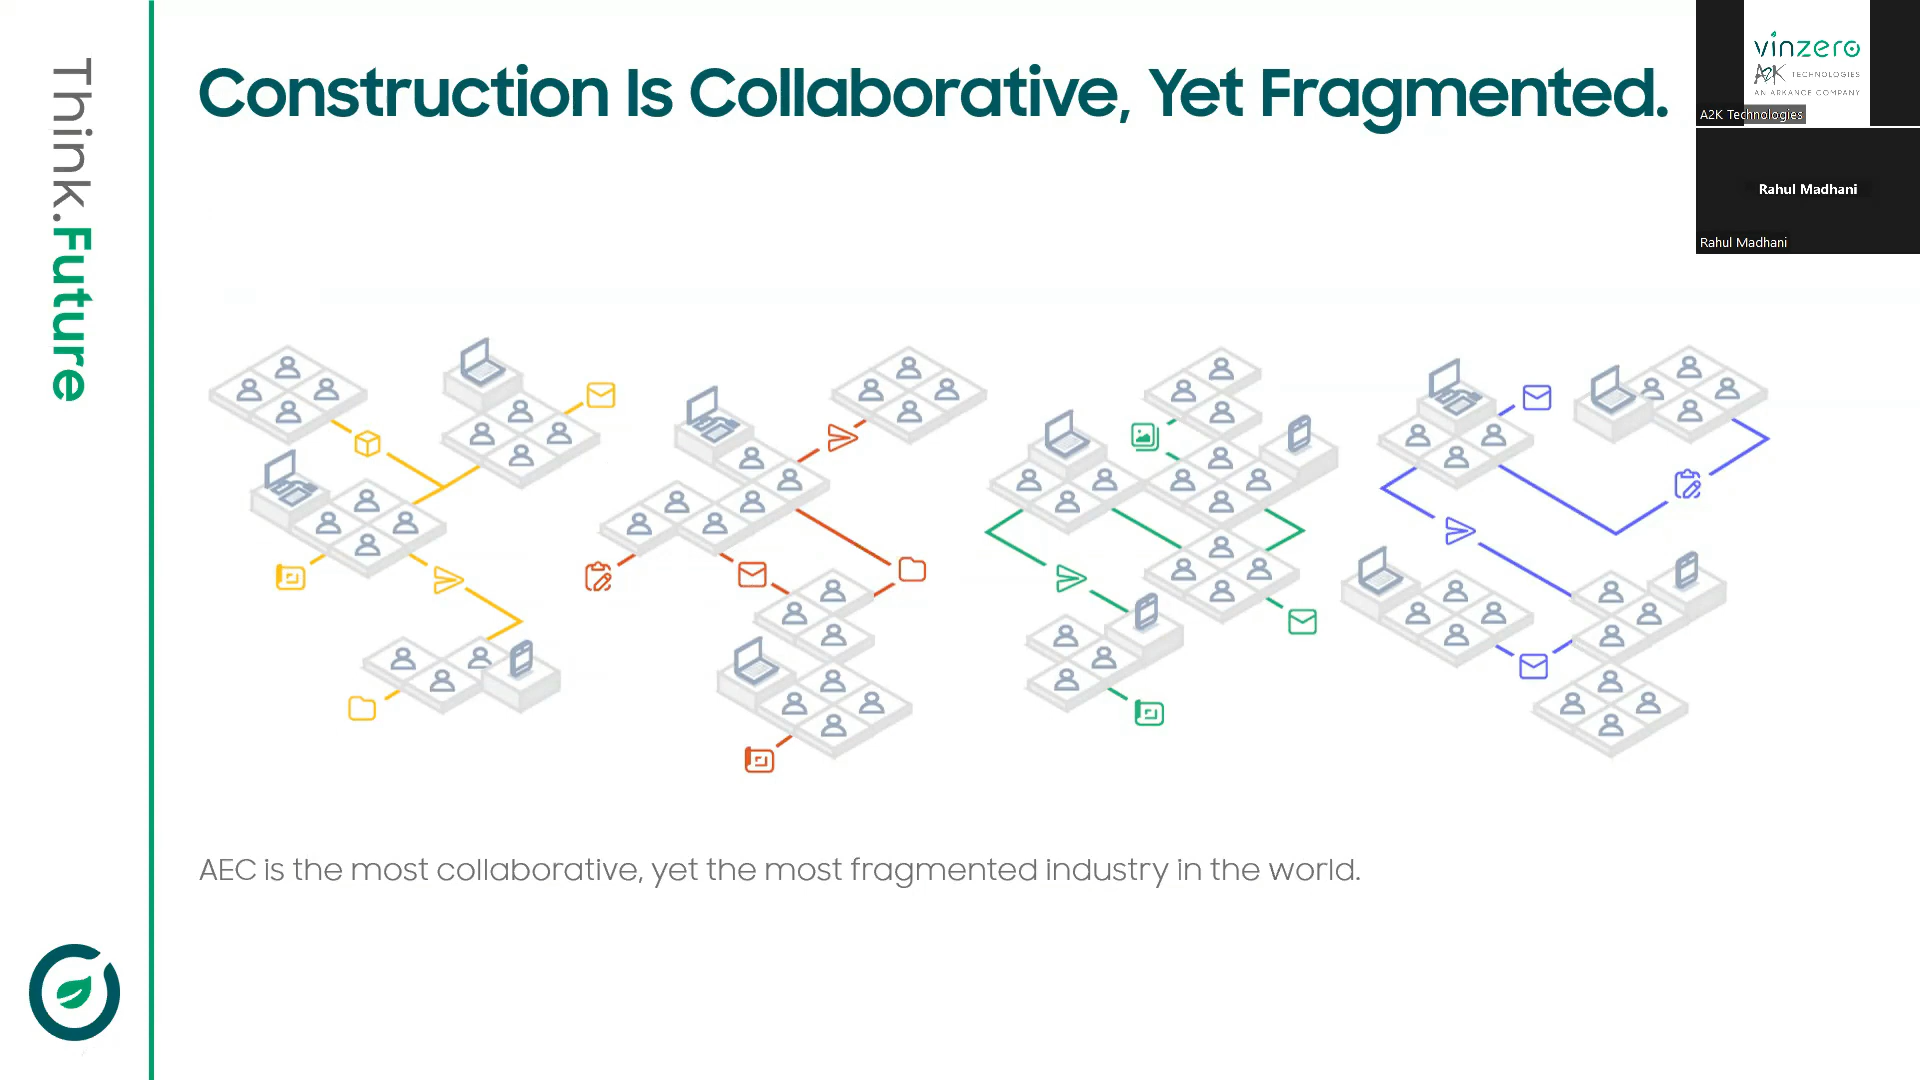 Think.Future
Construction Is Collaborative, Yet Fragmented.
vinzero
A2K TECHNOLOGIES
AN ARKANCE COMPANY
A2K Technologies
Rahul Madhani
Rahul Madhani
AEC is the most collaborative, yet the most fragmented industry in the world.